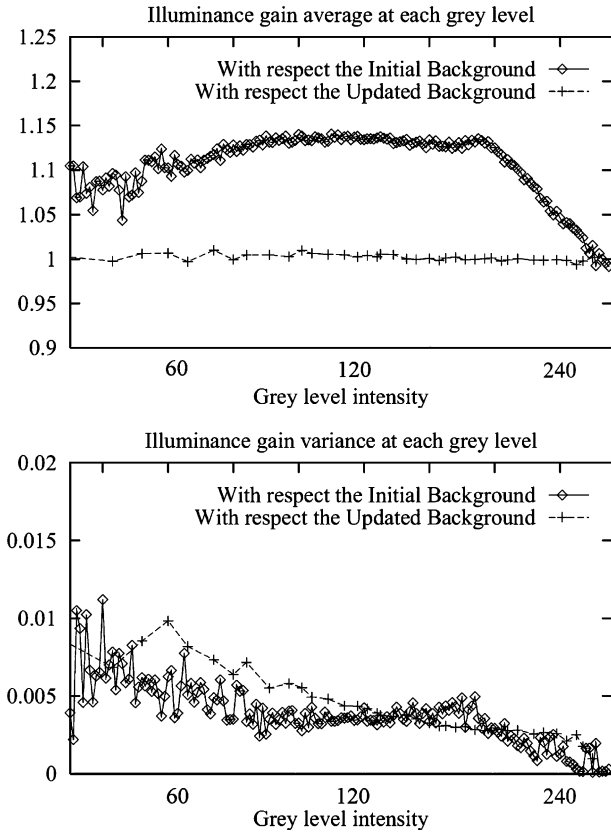 Illuminance gain average at each grey level
1.25
With respect the Initial Background
1.2
With respect the Updated Background
1.15
1.1
1.05
1
0.95
0.9
60 120 240
Grey level intensity
Illuminance gain variance at each grey level
0.02
With respect the Initial Background
With respect the Updated Background
0.015
0.01
0.005
0
60 120 240
Grey level intensity